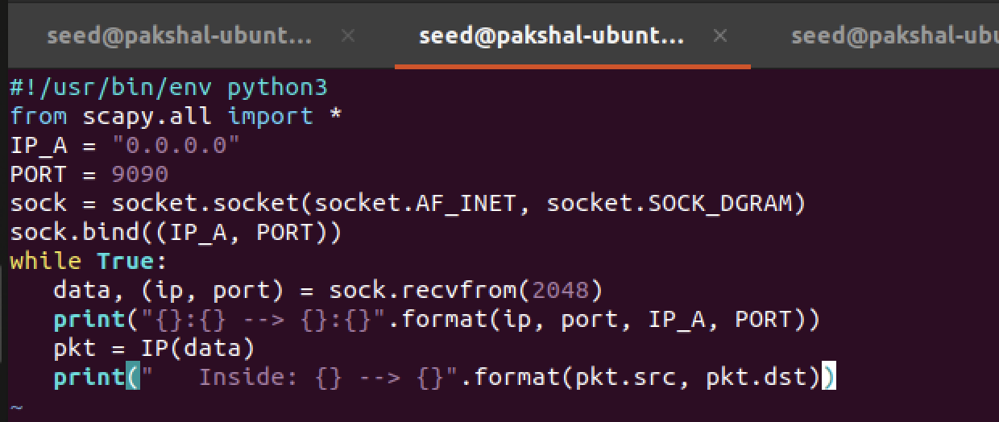 seed@pakshal-ubunt... × seed@pakshal-ubunt... × seed@pakshal-ubu
#!/usr/bin/env python3
from scapy.all import *
IP_A = "0.0.0.0"
PORT = 9090
sock = socket.socket(socket.AF_INET, socket.SOCK_DGRAM)
sock.bind((IP_A, PORT))
while True:
   data, (ip, port) = sock.recvfrom(2048)
   print("{}:{} --> {}:{}".format(ip, port, IP_A, PORT))
   pkt = IP(data)
   print("   Inside: {} --> {}".format(pkt.src, pkt.dst))
~